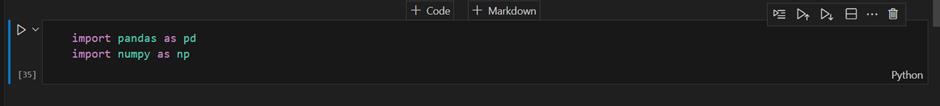 + Code + Markdown
import pandas as pd
import numpy as np
[35]
Python